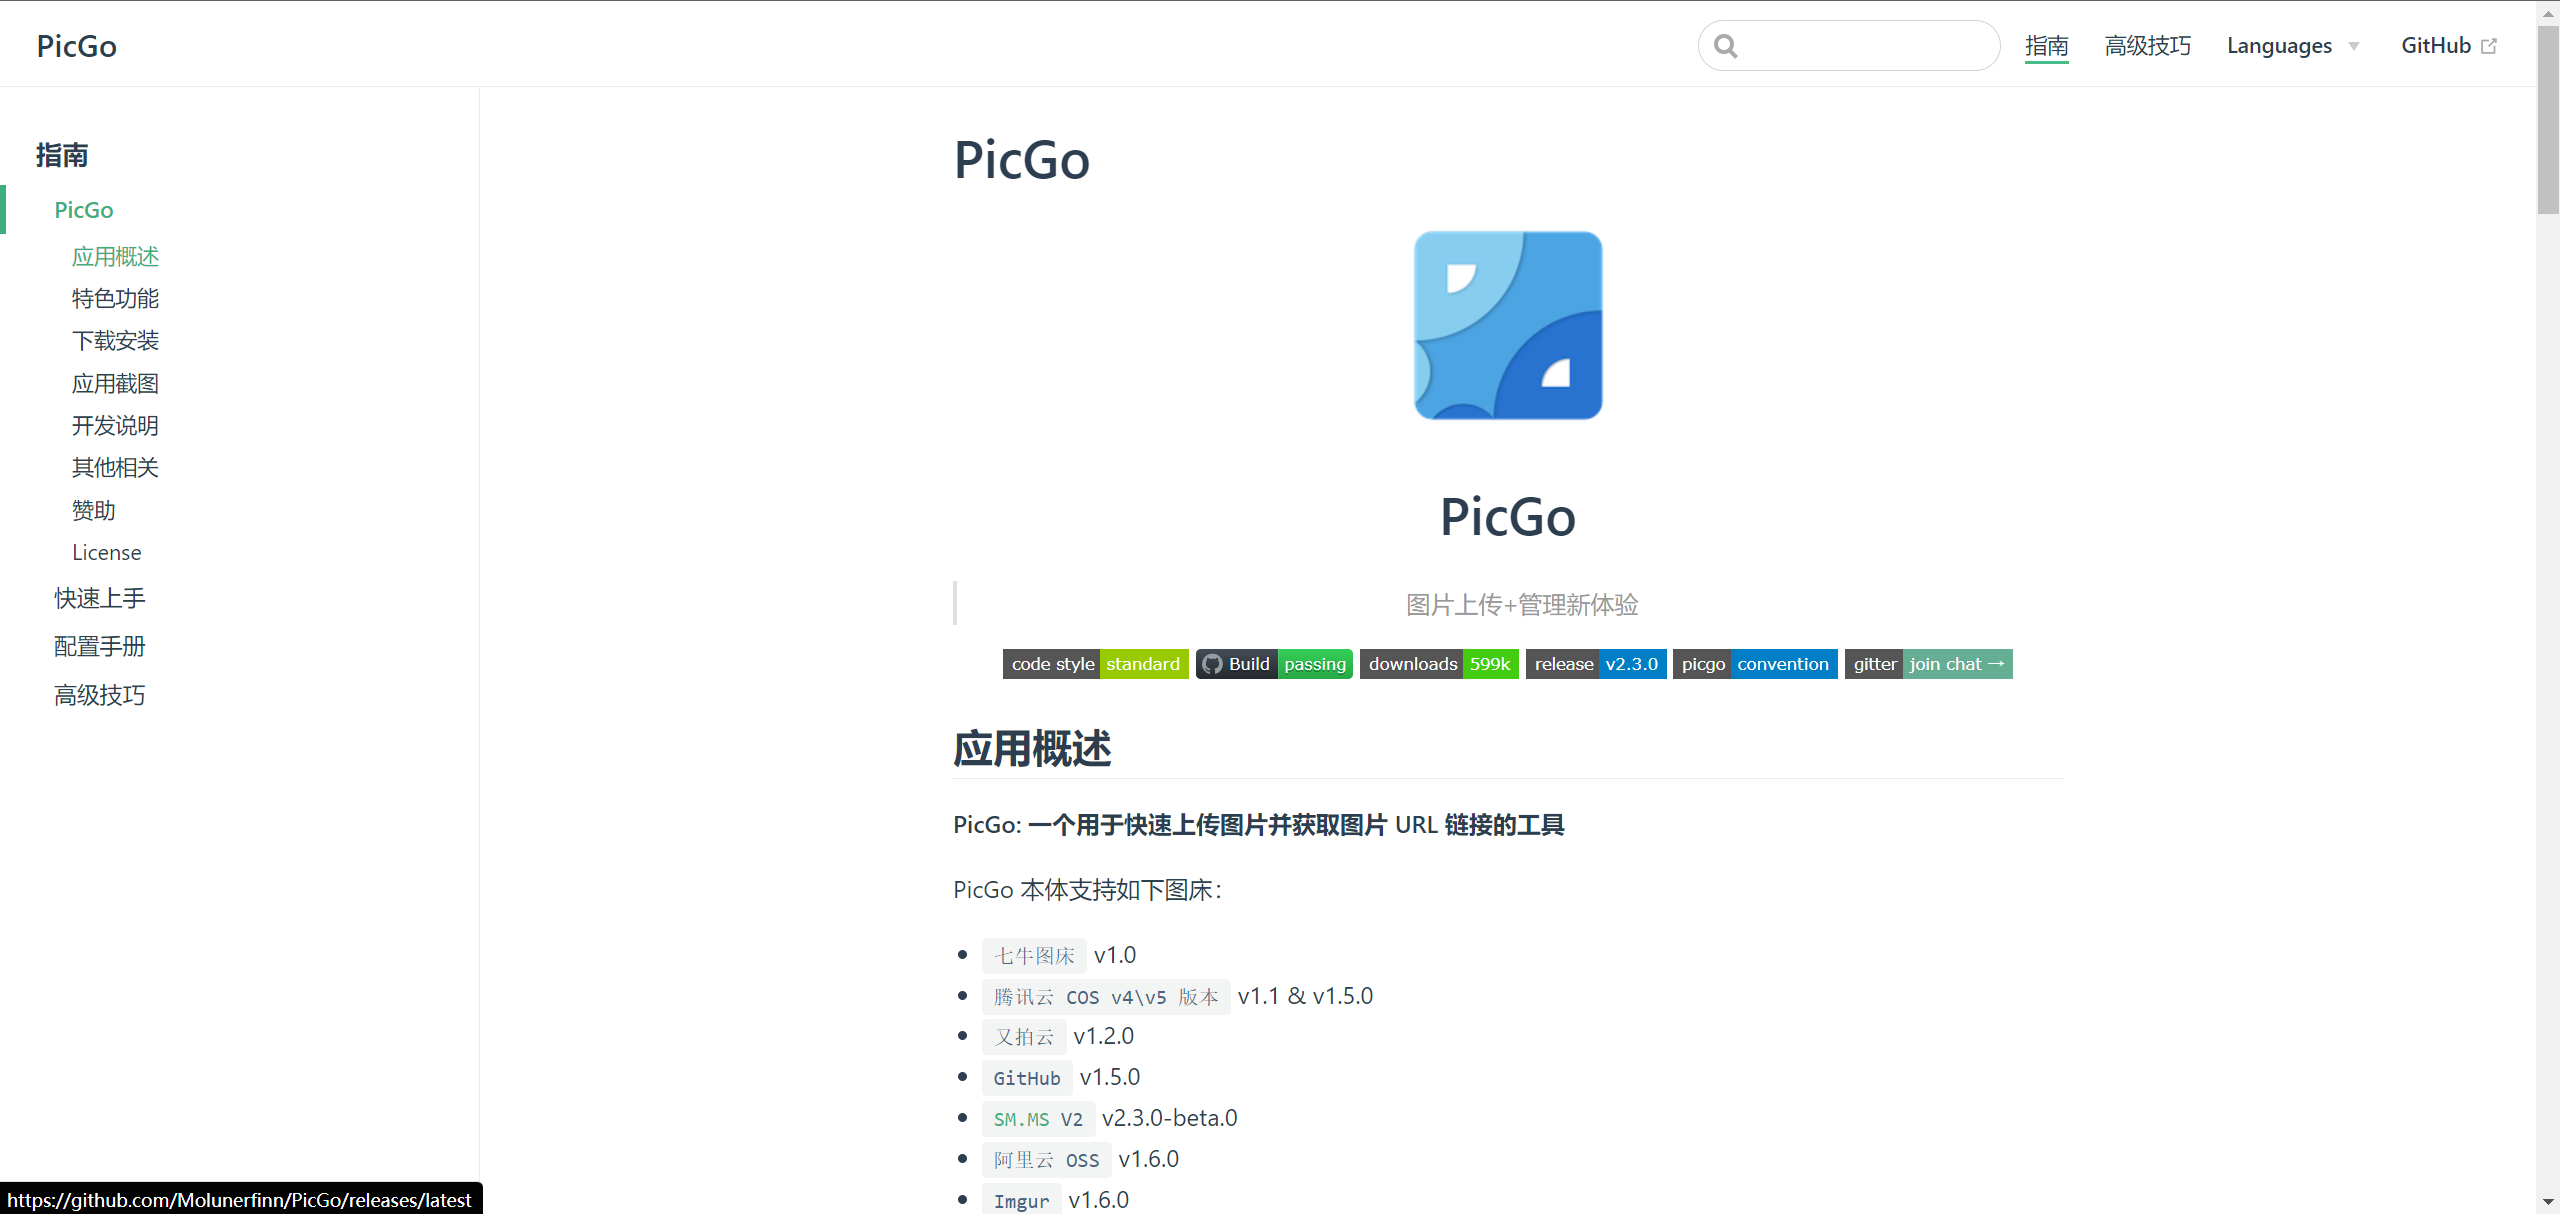 PicGo
指南
高级技巧
Languages
GitHub
指南
PicGo
应用概述
特色功能
下载安装
应用截图
开发说明
其他相关
赞助
License
快速上手
配置手册
高级技巧
PicGo
PicGo
图片上传+管理新体验
code style standard
Build passing
downloads 599k
release v2.3.0
picgo convention
gitter join chat →
应用概述
PicGo: 一个用于快速上传图片并获取图片 URL 链接的工具
PicGo 本体支持如下图床：
七牛图床 v1.0
腾讯云 COS v4\v5 版本 v1.1 & v1.5.0
又拍云 v1.2.0
GitHub v1.5.0
SM.MS V2 v2.3.0-beta.0
阿里云 OSS v1.6.0
Imgur v1.6.0
https://github.com/Molunerfinn/PicGo/releases/latest